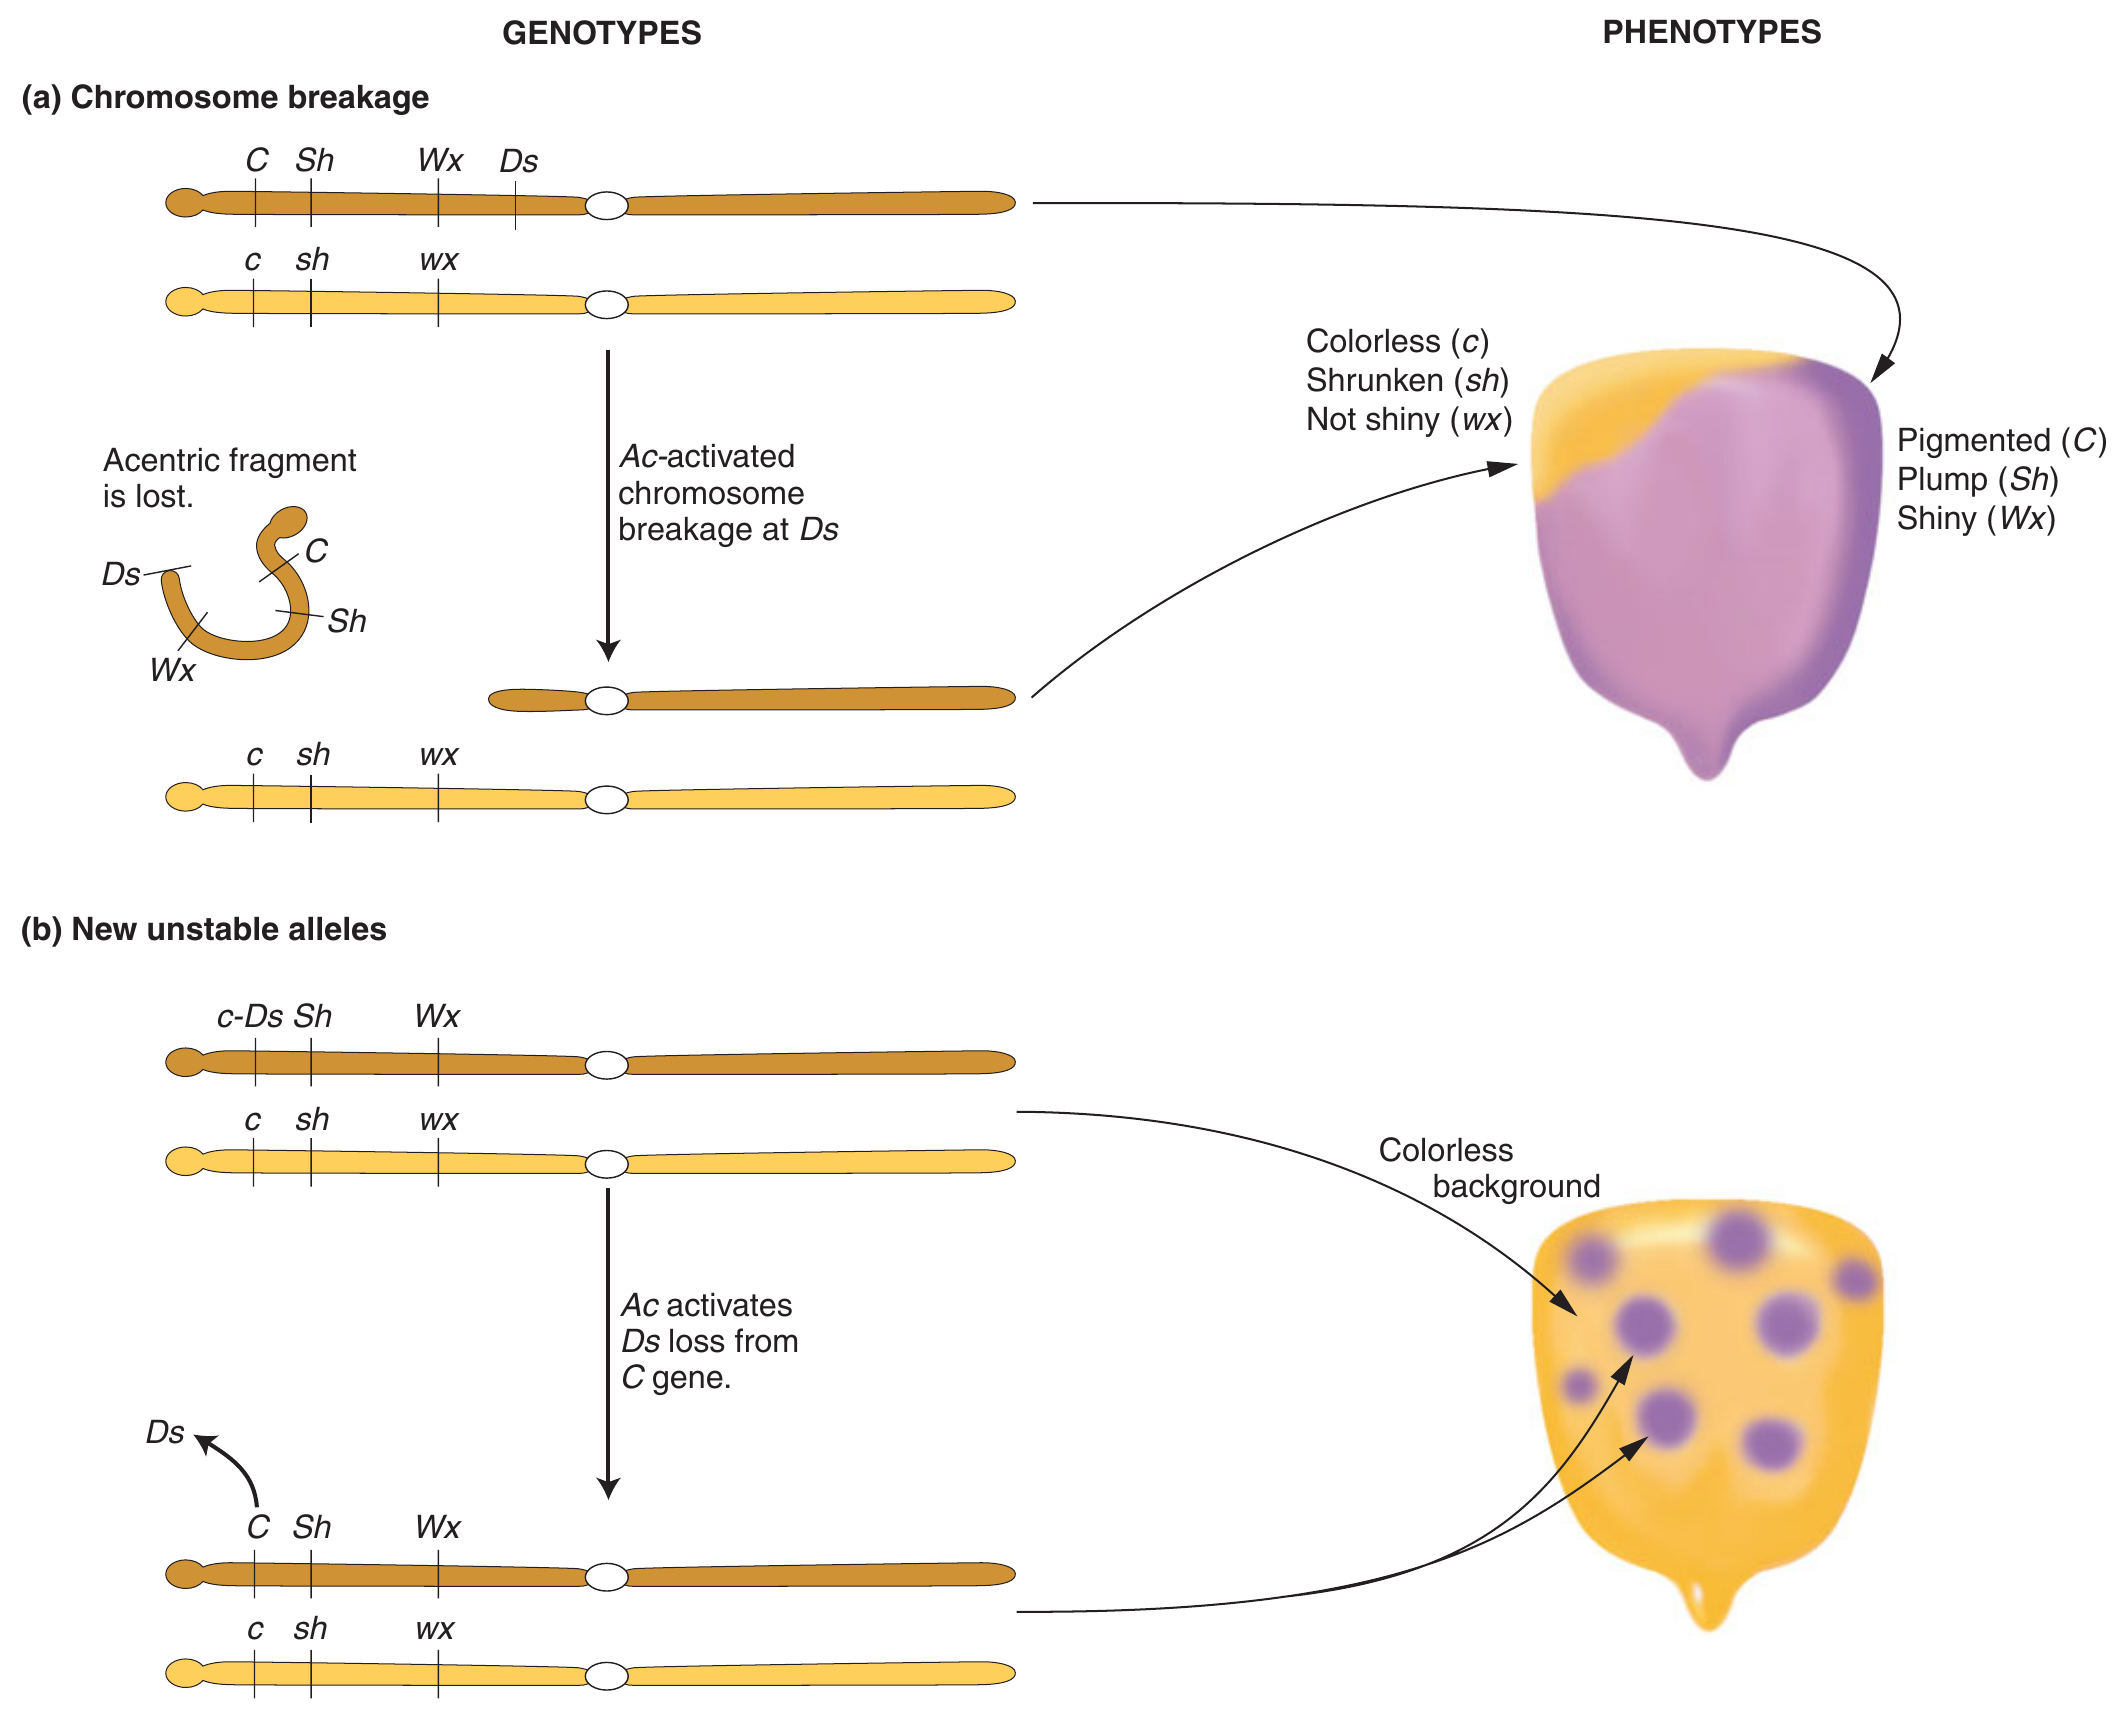 GENOTYPES
PHENOTYPES
(a) Chromosome breakage
C Sh Wx Ds
c sh wx
Colorless (c)
Shrunken (sh)
Not shiny (wx)
Pigmented (C)
Plump (Sh)
Shiny (Wx)
Acentric fragment
is lost.
Ac-activated
chromosome
breakage at Ds
C
Ds
Sh
Wx
c sh wx
(b) New unstable alleles
c-Ds Sh Wx
c sh wx
Colorless
background
Ac activates
Ds loss from
C gene.
Ds
C Sh Wx
c sh wx